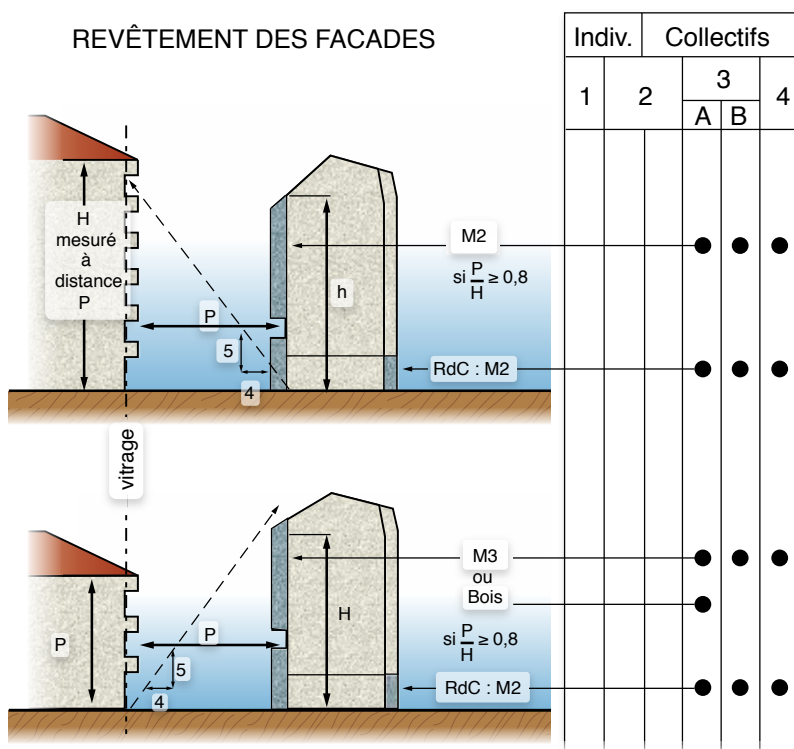 REVÊTEMENT DES FACADES
Indiv. Collectifs
1 2 3 4
A B
H
mesuré
à
distance
P
P
5
4
h
M2
si P/H ≥ 0,8
RdC : M2
vitrage
P
P
5
4
H
M3
ou
Bois
si P/H ≥ 0,8
RdC : M2